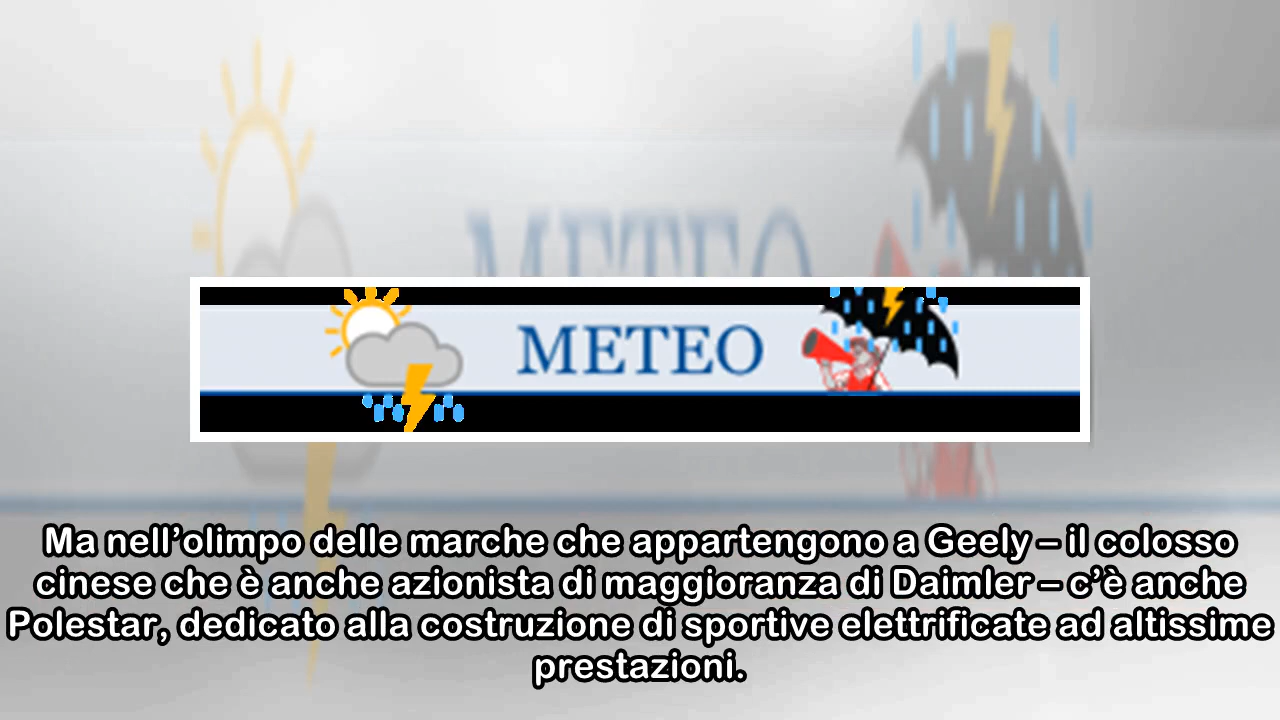 METEO
METEO
Ma nell’olimpo delle marche che appartengono a Geely – il colosso
cinese che è anche azionista di maggioranza di Daimler – c’è anche
Polestar, dedicato alla costruzione di sportive elettrificate ad altissime
prestazioni.